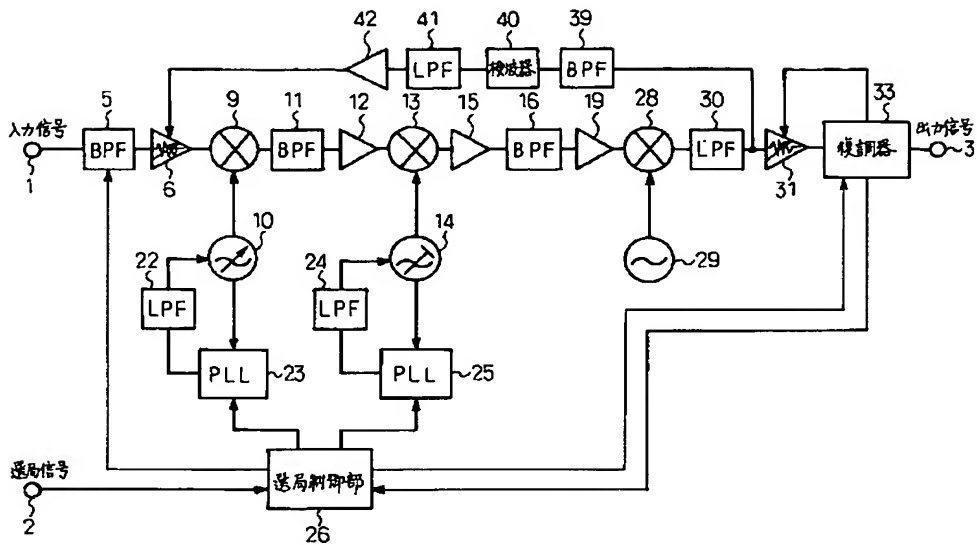 42 41 40 39
LPF 検波器 BPF
5 9 11 12 13 15 16 19 28 30 33
入力信号 BPF BPF BPF LPF 復調器 出力信号
1 6 31 3
10 14
22 24 29
LPF LPF
PLL 23 PLL 25
選局信号 選局制御部
2 26